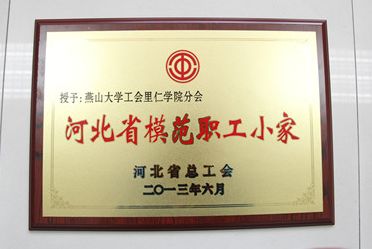 授予:燕山大学工会里仁学院分会
河北省模范职工小家
河北省总工会
二〇一三年六月